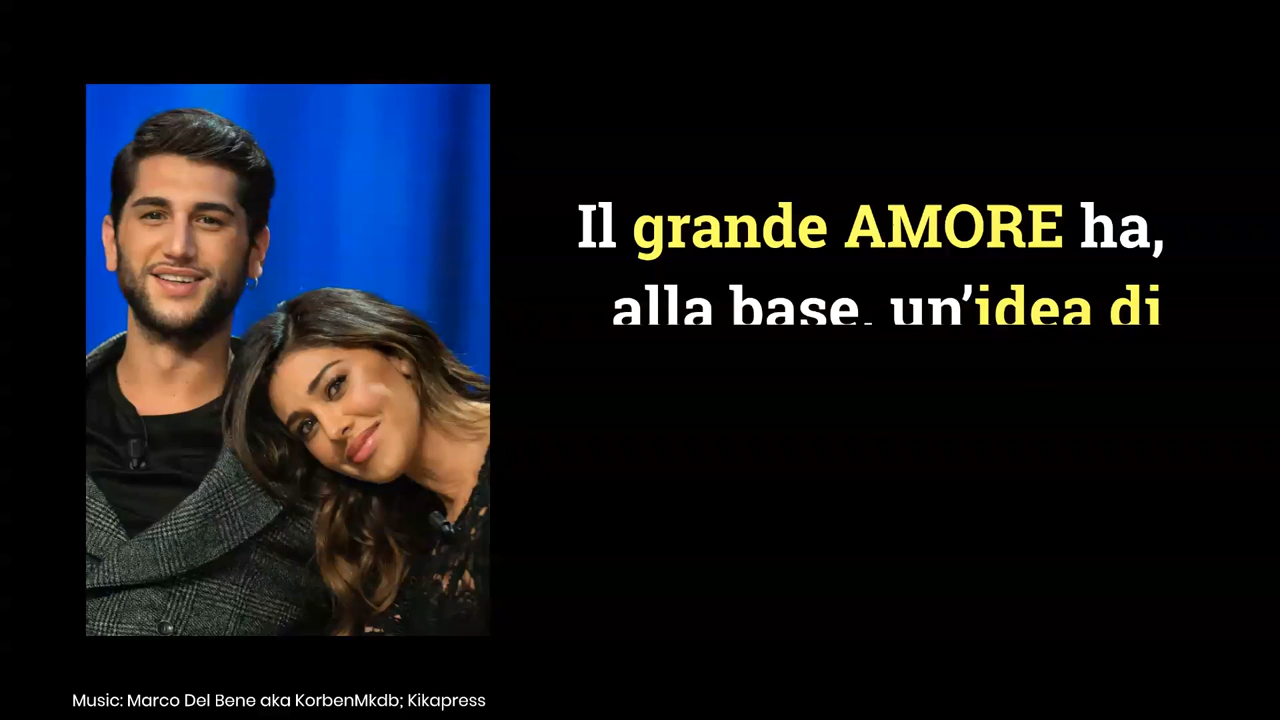 Il grande AMORE ha,
alla base, un’idea di
Music: Marco Del Bene aka KorbenMkdb; Kikapress